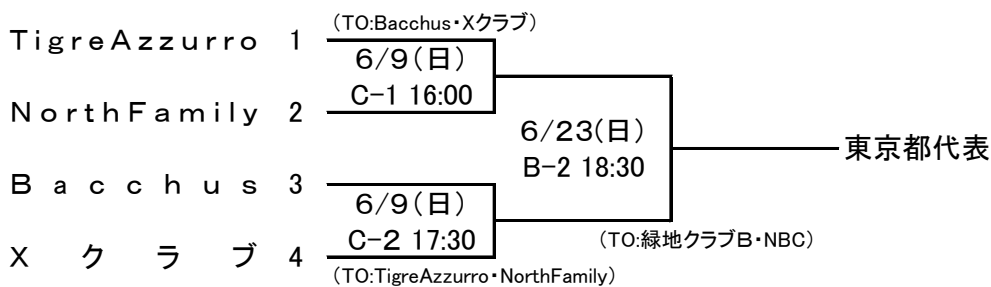 (TO:Bacchus・Xクラブ)
TigreAzzurro 1
6/9(日)
C-1 16:00
NorthFamily 2
6/23(日)
B-2 18:30
東京都代表
Bacchus 3
6/9(日)
C-2 17:30
(TO:緑地クラブB・NBC)
Xクラブ 4
(TO:TigreAzzurro・NorthFamily)